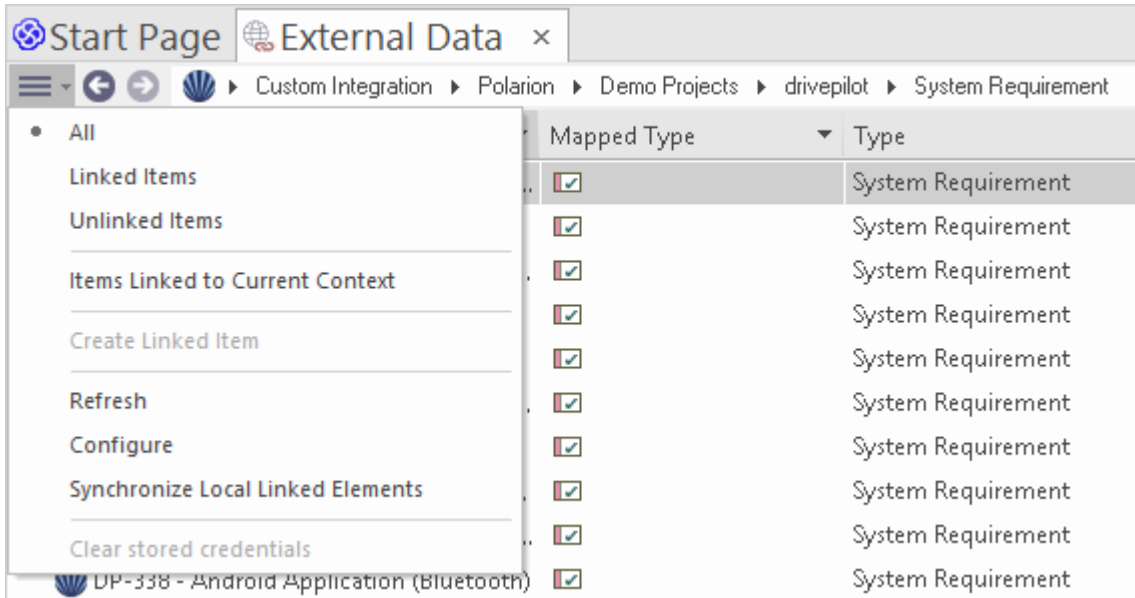 Start Page External Data ×
Custom Integration Polarion Demo Projects drivepilot System Requirement
All Mapped Type Type
Linked Items .. System Requirement
Unlinked Items System Requirement
. System Requirement
Items Linked to Current Context
System Requirement
Create Linked Item System Requirement
Refresh . System Requirement
Configure System Requirement
Synchronize Local Linked Elements . System Requirement
.. System Requirement
Clear stored credentials
DP-338 - Android Application (Bluetooth) System Requirement